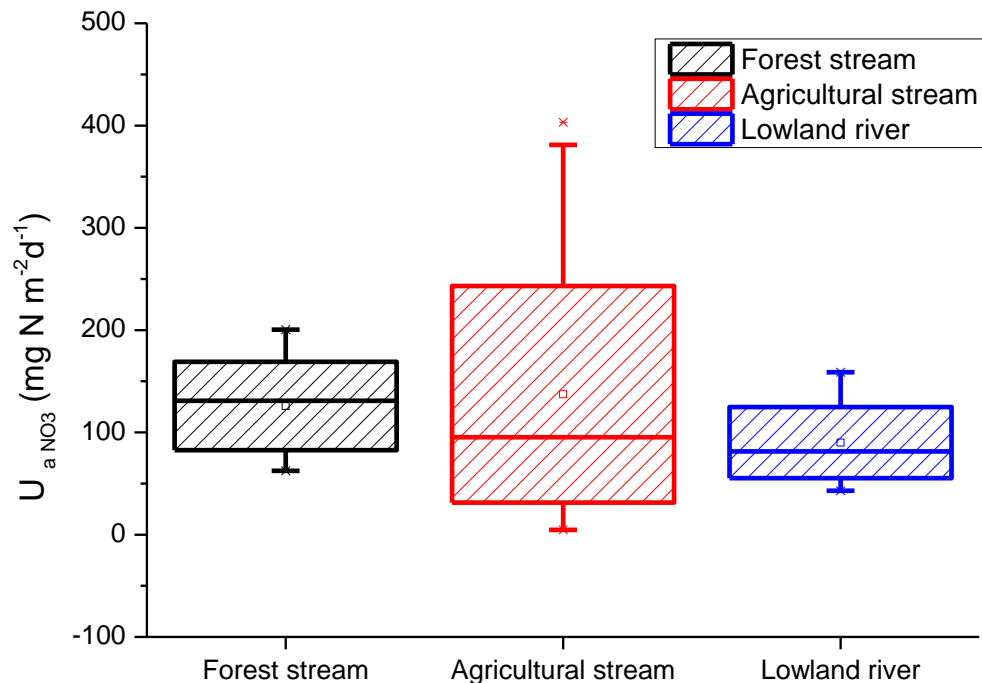 500
400
300
200
100
0
-100
U a NO3 (mg N m-2d-1)
Forest stream
Agricultural stream
Lowland river
Forest stream
Agricultural stream
Lowland river